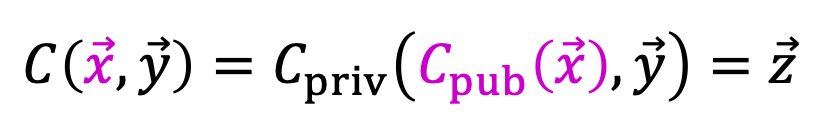 C(x⃗, y⃗) = C_priv(C_pub(x⃗), y⃗) = z⃗